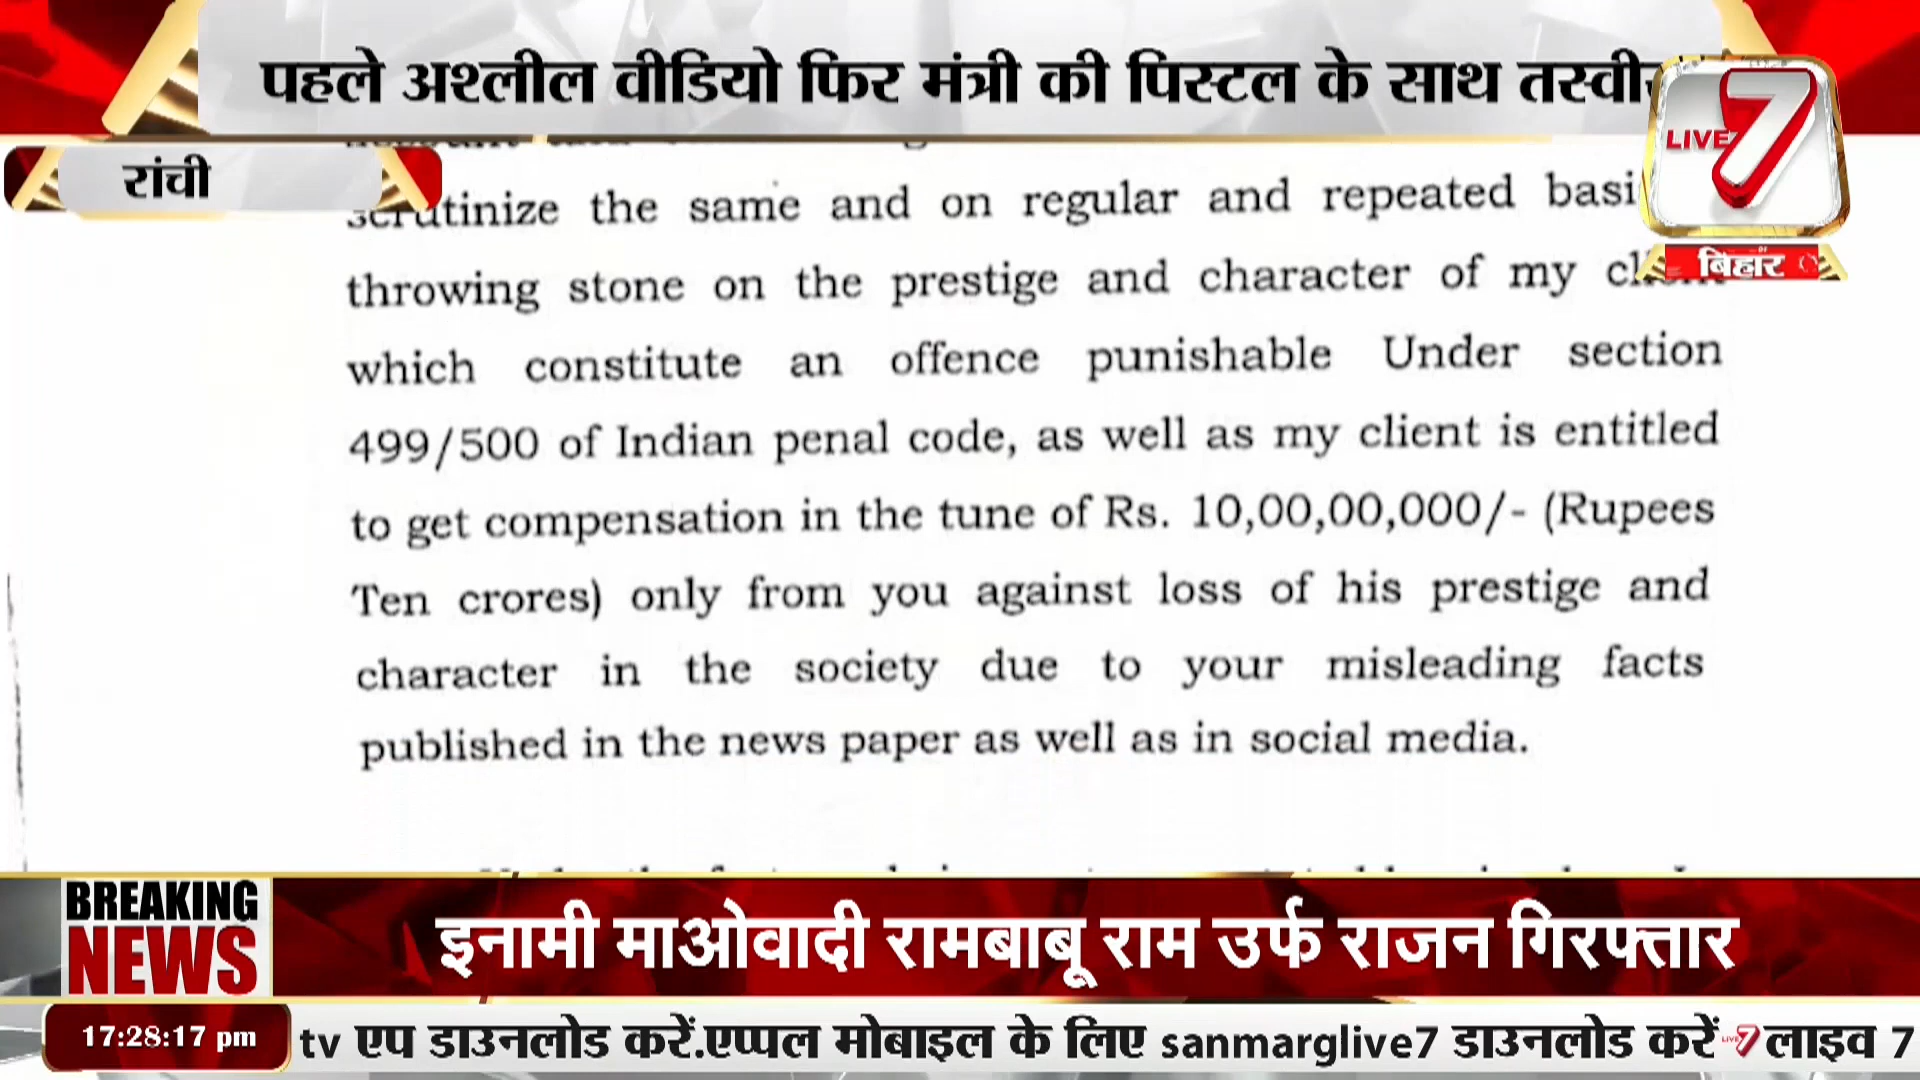 पहले अश्लील वीडियो फिर मंत्री की पिस्टल के साथ
LIVE 7
बिहार
रांची
scrutinize the same and on regular and repeated
throwing stone on the prestige and character of my
which constitute an offence punishable Under section
499/500 of Indian penal code, as well as my client is entitled
to get compensation in the tune of Rs. 10,00,00,000/- (Rupees
Ten crores) only from you against loss of his prestige and
character in the society due to your misleading facts
published in the news paper as well as in social media.
BREAKING
NEWS
इनामी माओवादी रामबाबू राम उर्फ राजन गिरफ्तार
17:28:17 pm
tv एप डाउनलोड करें.एप्पल मोबाइल के लिए sanmarglive7 डाउनलोड करें LIVE 7 लाइव 7